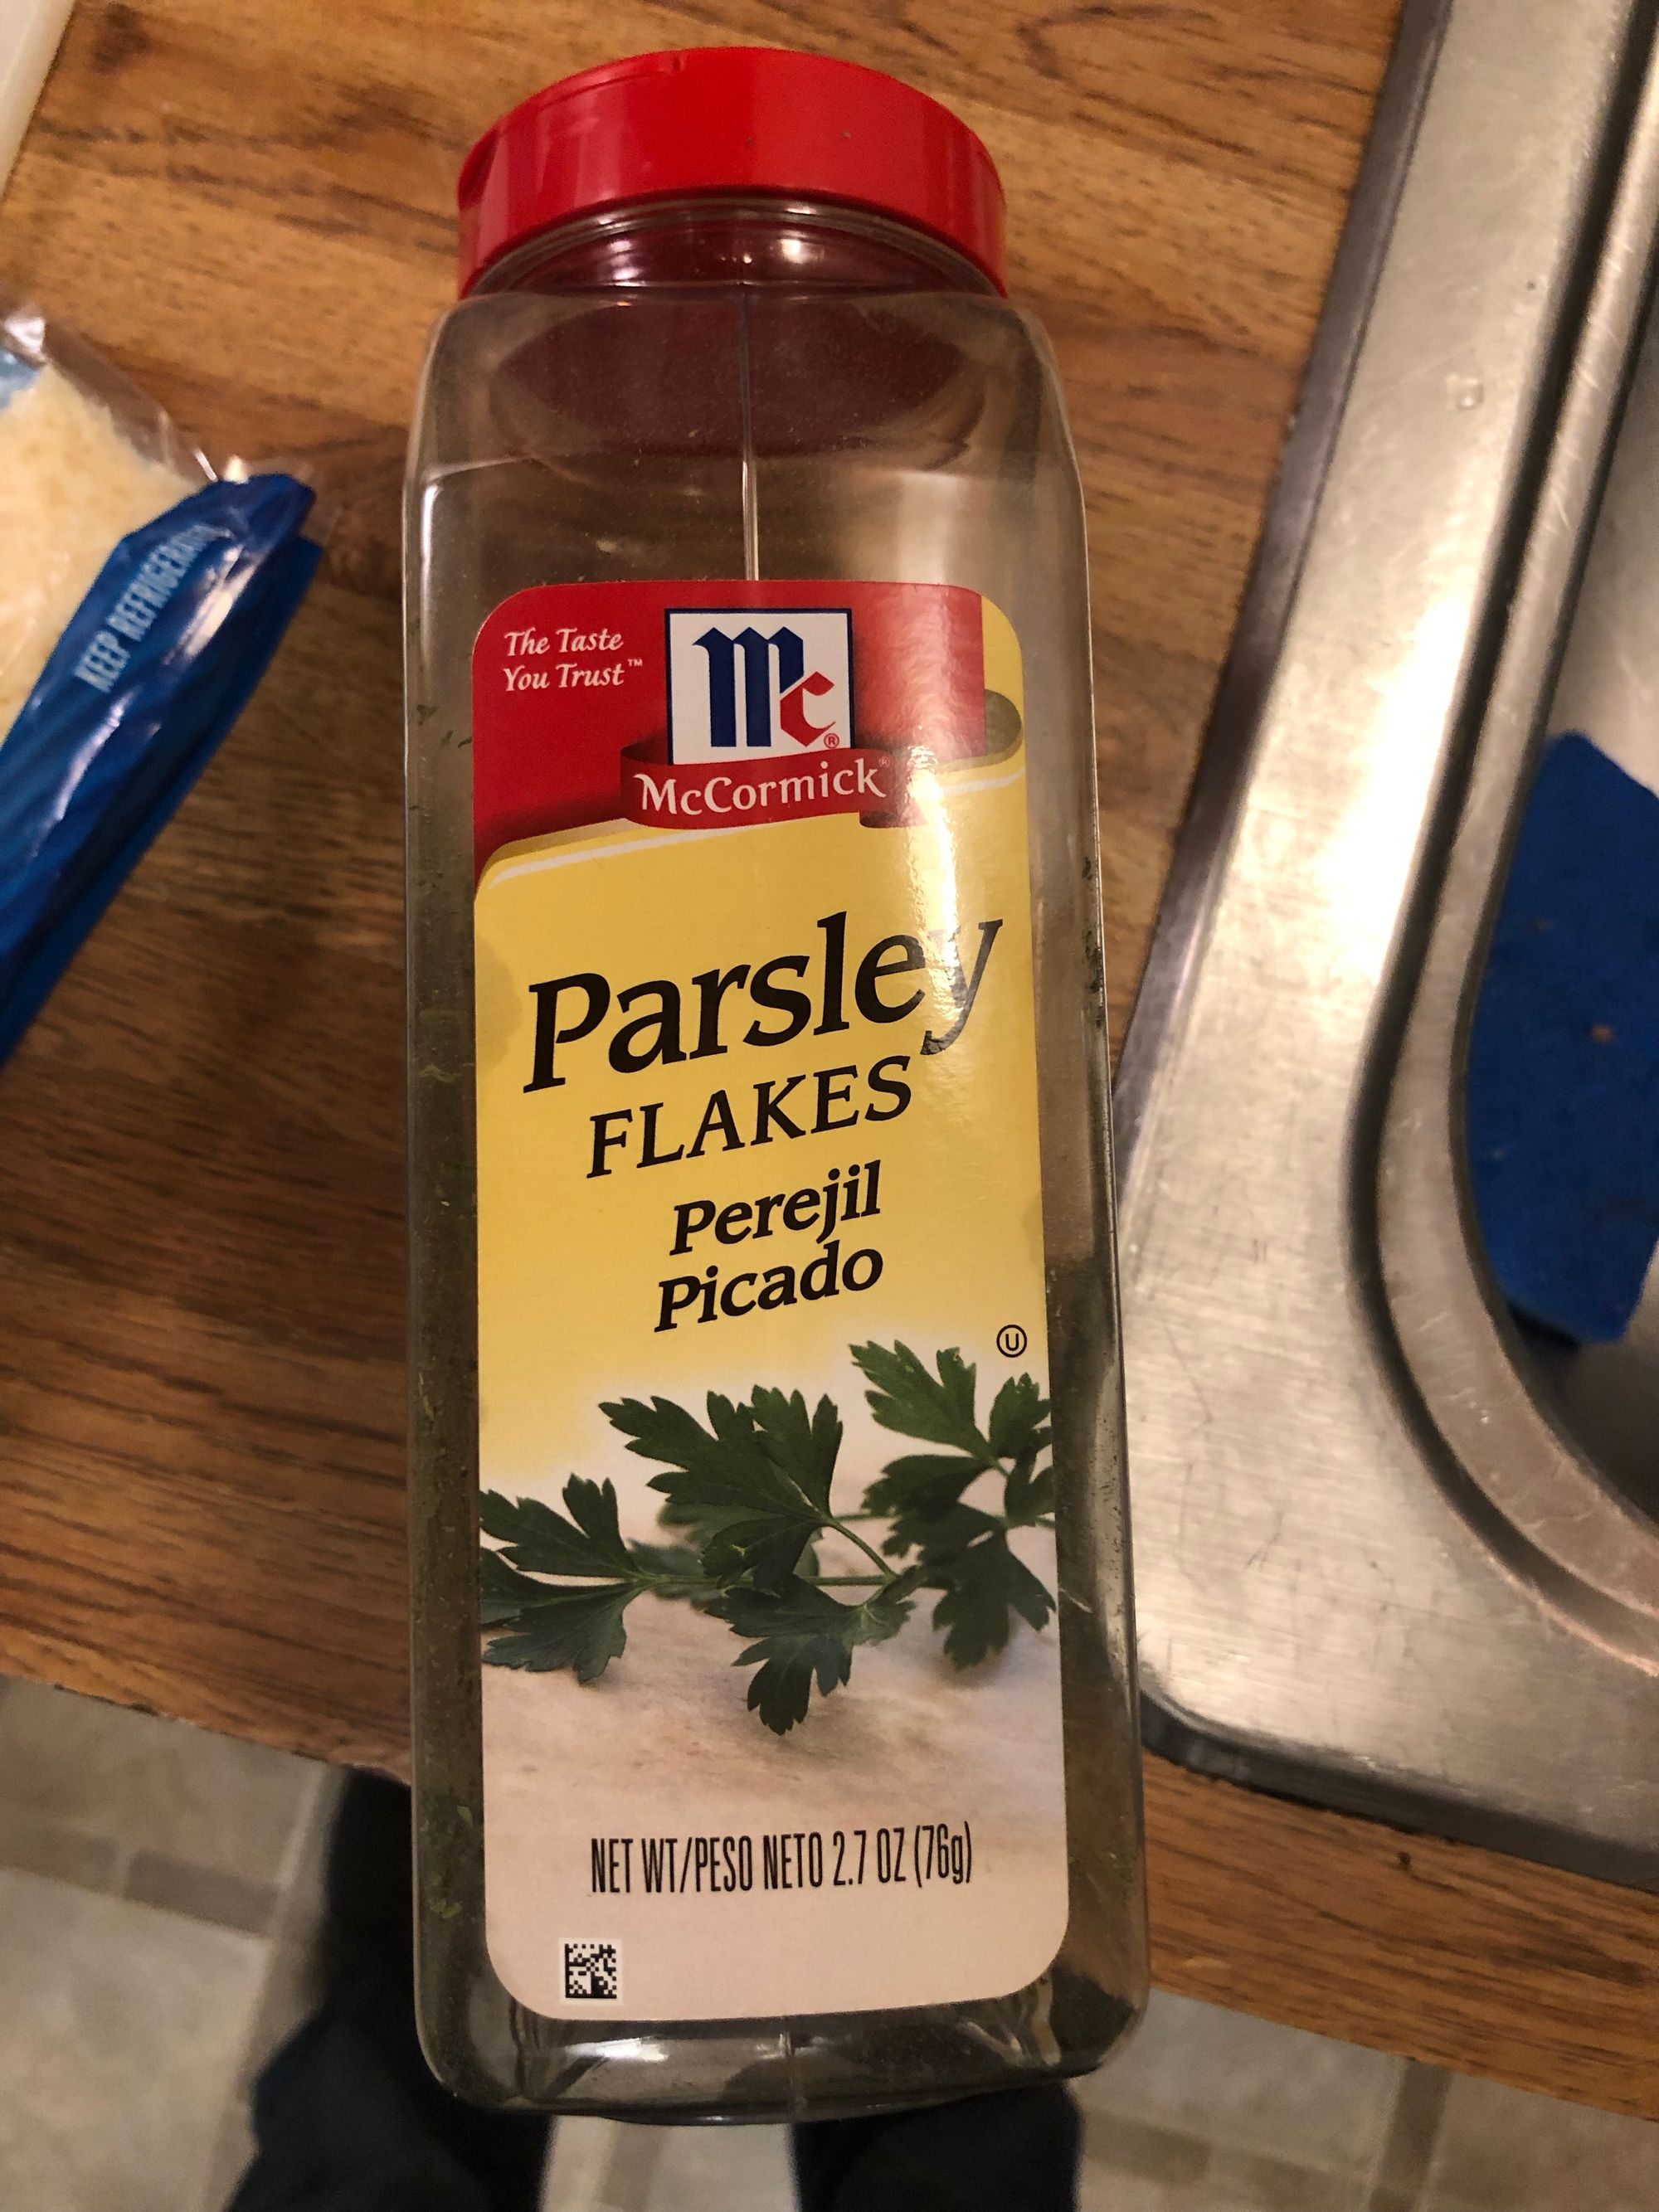 The Taste
You Trust™
Mc®
McCormick®
Parsley
FLAKES
Perejil
Picado
U
NET WT/PESO NETO 2.7 OZ (76g)
KEEP REFRIGERATED